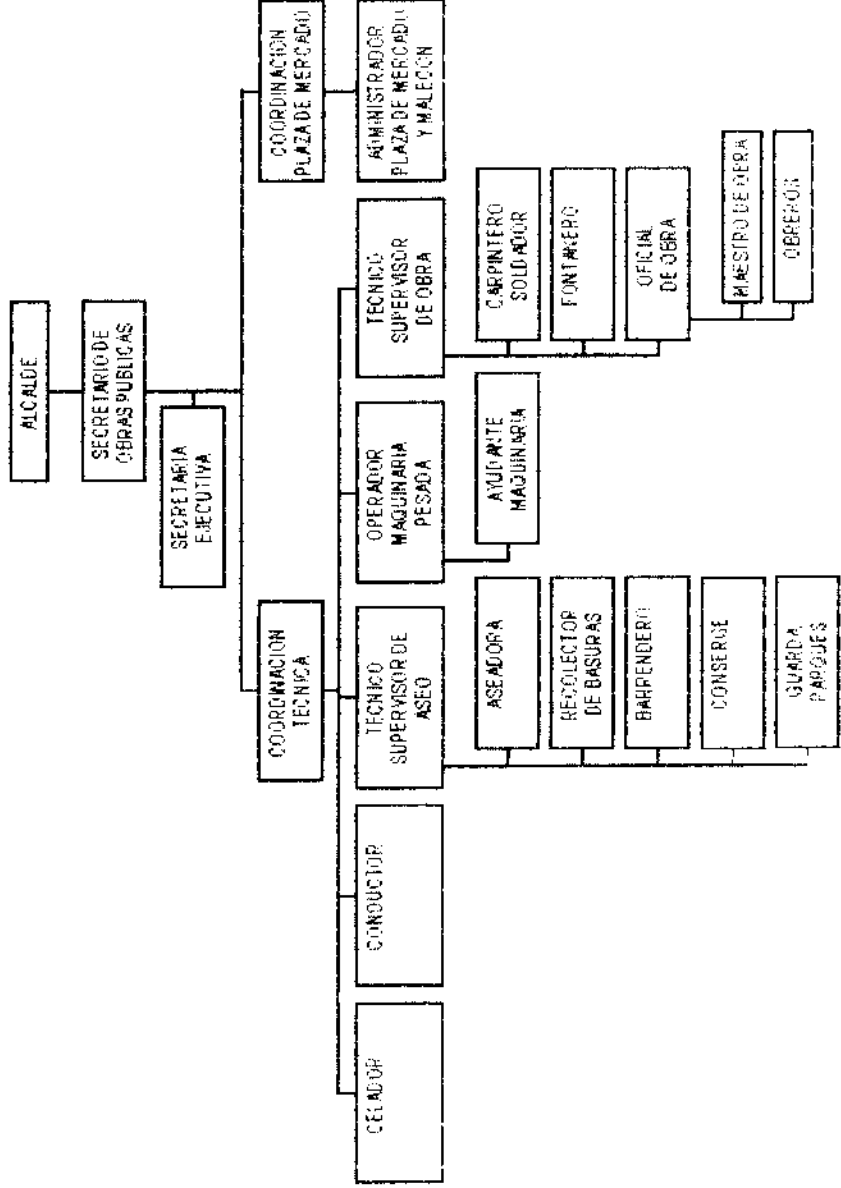 ALCALDE
SECRETARIO DE
OBRAS PUBLICAS
SECRETARIA
EJECUTIVA
COORDINACION
TECNICA
COORDINACION
PLAZA DE MERCADO
CELADOR
CONDUCTOR
TECNICO
SUPERVISOR DE
ASEO
OPERADOR
MAQUINARIA
PESADA
TECNICO
SUPERVISOR
DE OBRA
ADMINISTRADOR
PLAZA DE MERCADO
Y MALECON
ASEADORA
RECOLECTOR
DE BASURAS
BARRENDERO
CONSERGE
GUARDA
PARQUES
AYUDANTE
MAQUINARIA
CARPINTERO
SOLDADOR
FONTANERO
OFICIAL
DE OBRA
MAESTRO DE OBRA
OBREROS